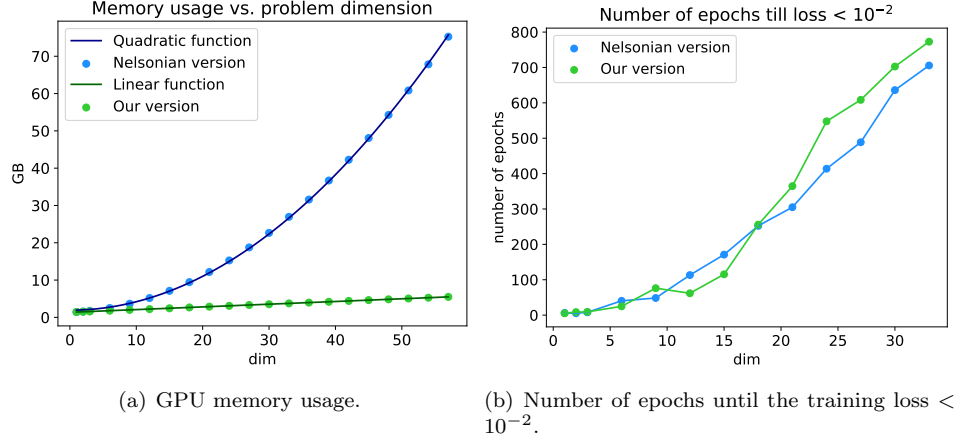 Memory usage vs. problem dimension
Quadratic function
Nelsonian version
Linear function
Our version
GB
70
60
50
40
30
20
10
0
0 10 20 30 40 50
dim
(a) GPU memory usage.
Number of epochs till loss < 10⁻²
Nelsonian version
Our version
number of epochs
800
700
600
500
400
300
200
100
0
0 5 10 15 20 25 30
dim
(b) Number of epochs until the training loss <
10⁻².